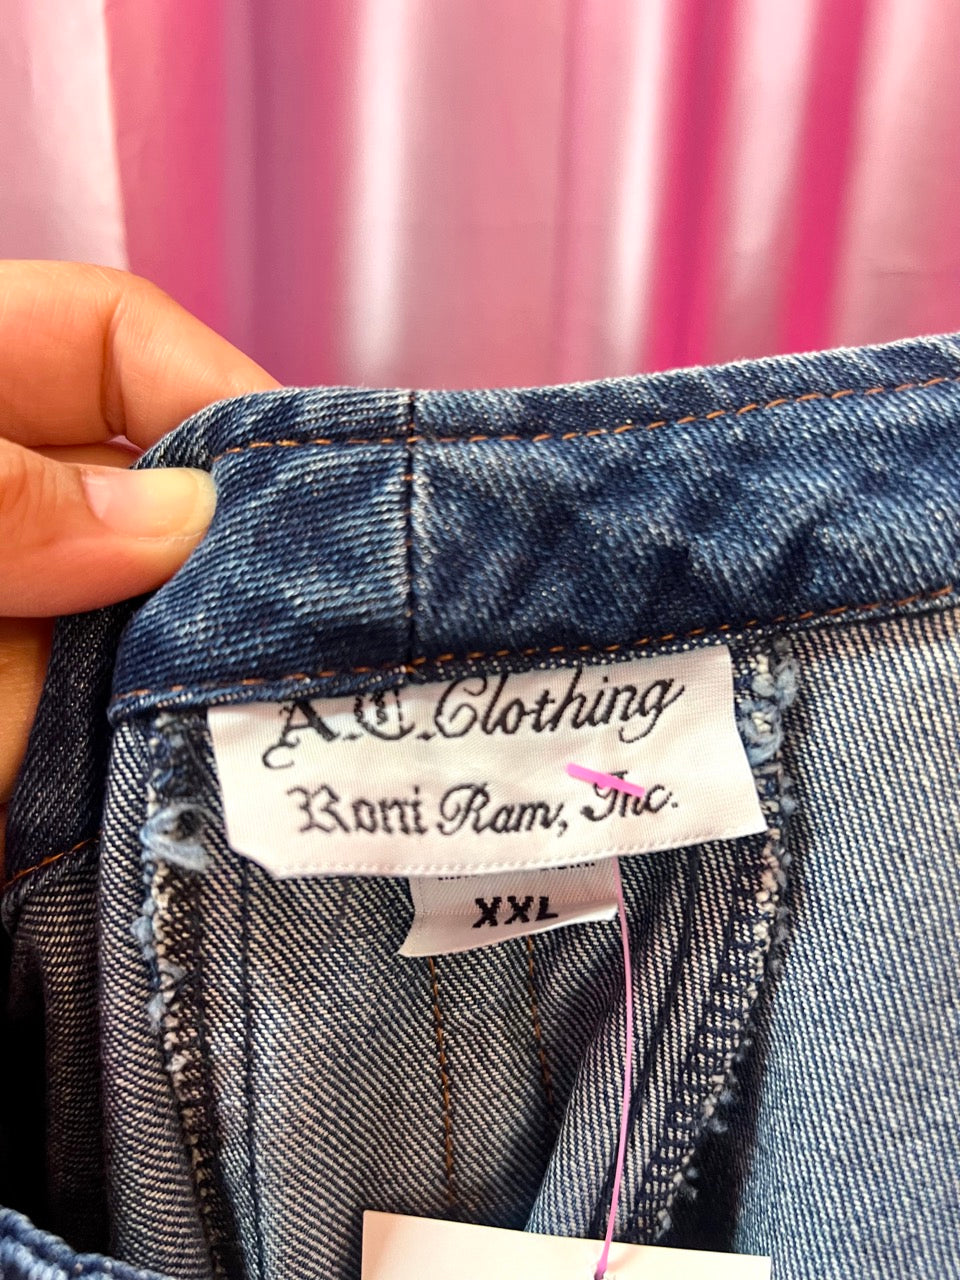 A.C. Clothing
Roni Ram, Inc.
XXL